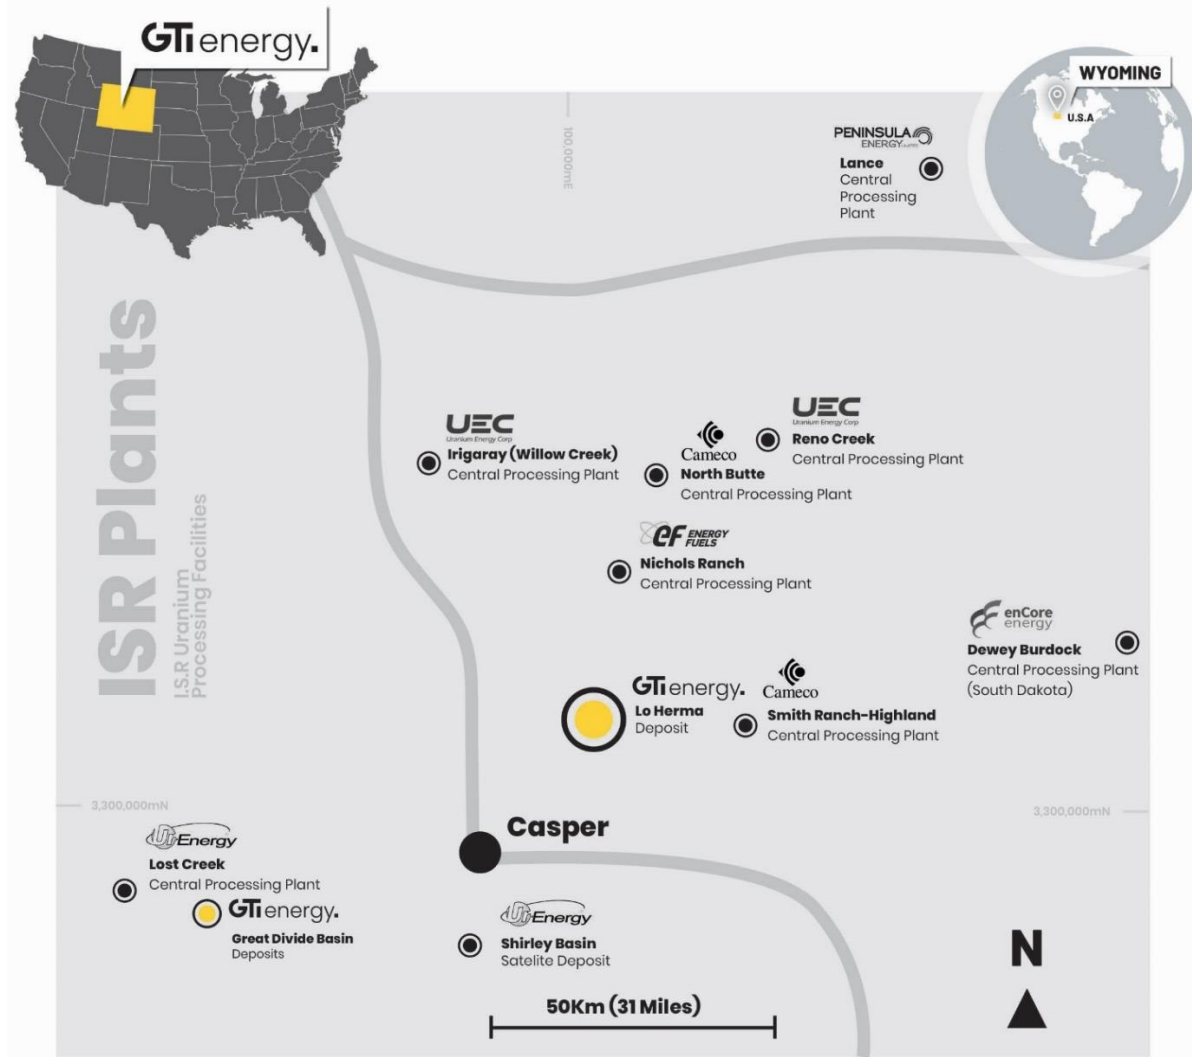 GTi energy.
WYOMING
U.S.A
100,000mE
PENINSULA
ENERGY
Lance
Central
Processing
Plant
ISR Plants
I.S.R Uranium
Processing Facilities
UEC
Uranium Energy Corp
Irigaray (Willow Creek)
Central Processing Plant
Cameco
North Butte
Central Processing Plant
UEC
Uranium Energy Corp
Reno Creek
Central Processing Plant
eF ENERGY
FUELS
Nichols Ranch
Central Processing Plant
enCore
energy
Dewey Burdock
Central Processing Plant
(South Dakota)
GTi energy.
Lo Herma
Deposit
Cameco
Smith Ranch-Highland
Central Processing Plant
3,300,000mN
3,300,000mN
Casper
Ur Energy
Lost Creek
Central Processing Plant
GTi energy.
Great Divide Basin
Deposits
Ur Energy
Shirley Basin
Satelite Deposit
N
50Km (31 Miles)